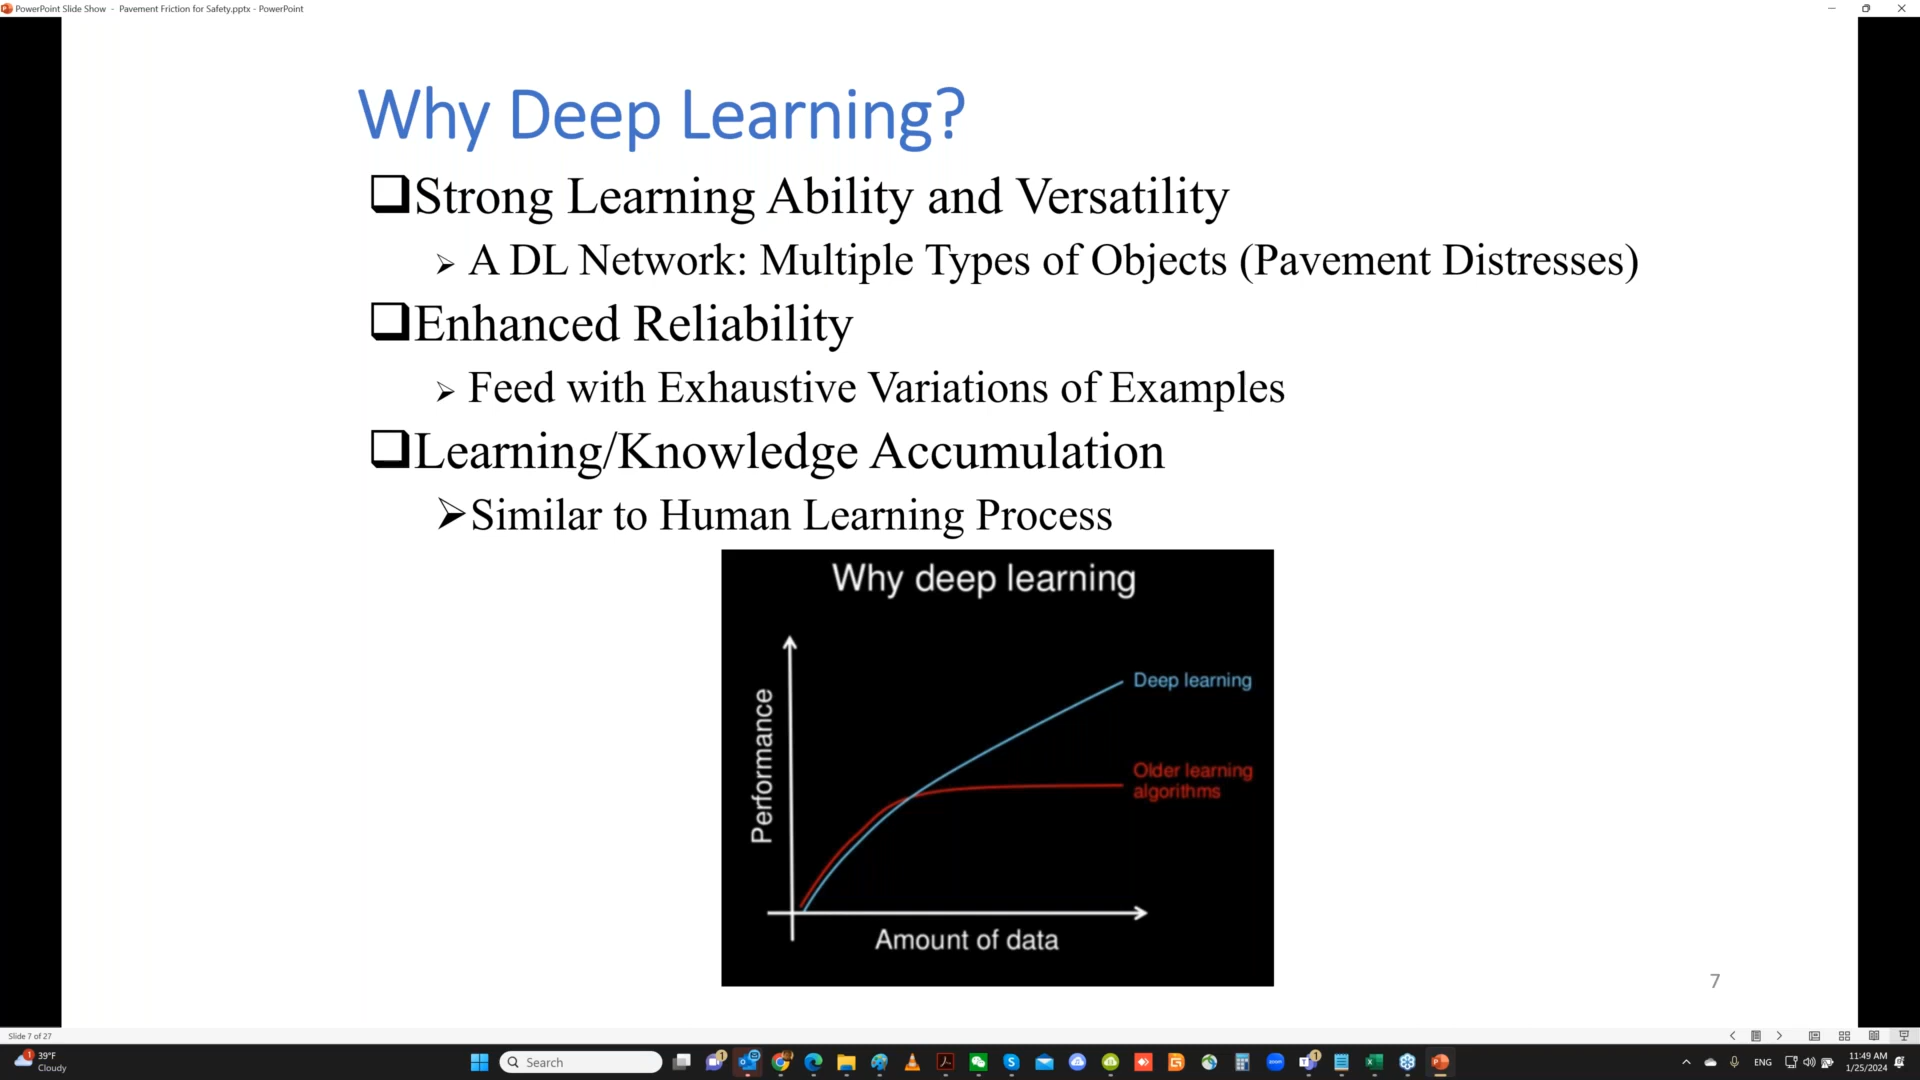 PowerPoint Slide Show - Pavement Friction for Safety.pptx - PowerPoint
Why Deep Learning?
Strong Learning Ability and Versatility
A DL Network: Multiple Types of Objects (Pavement Distresses)
Enhanced Reliability
Feed with Exhaustive Variations of Examples
Learning/Knowledge Accumulation
Similar to Human Learning Process
Why deep learning
Performance
Deep learning
Older learning
algorithms
Amount of data
7
Slide 7 of 27
1
39°F
Cloudy
Search
1
1
ENG
11:49 AM
1/25/2024